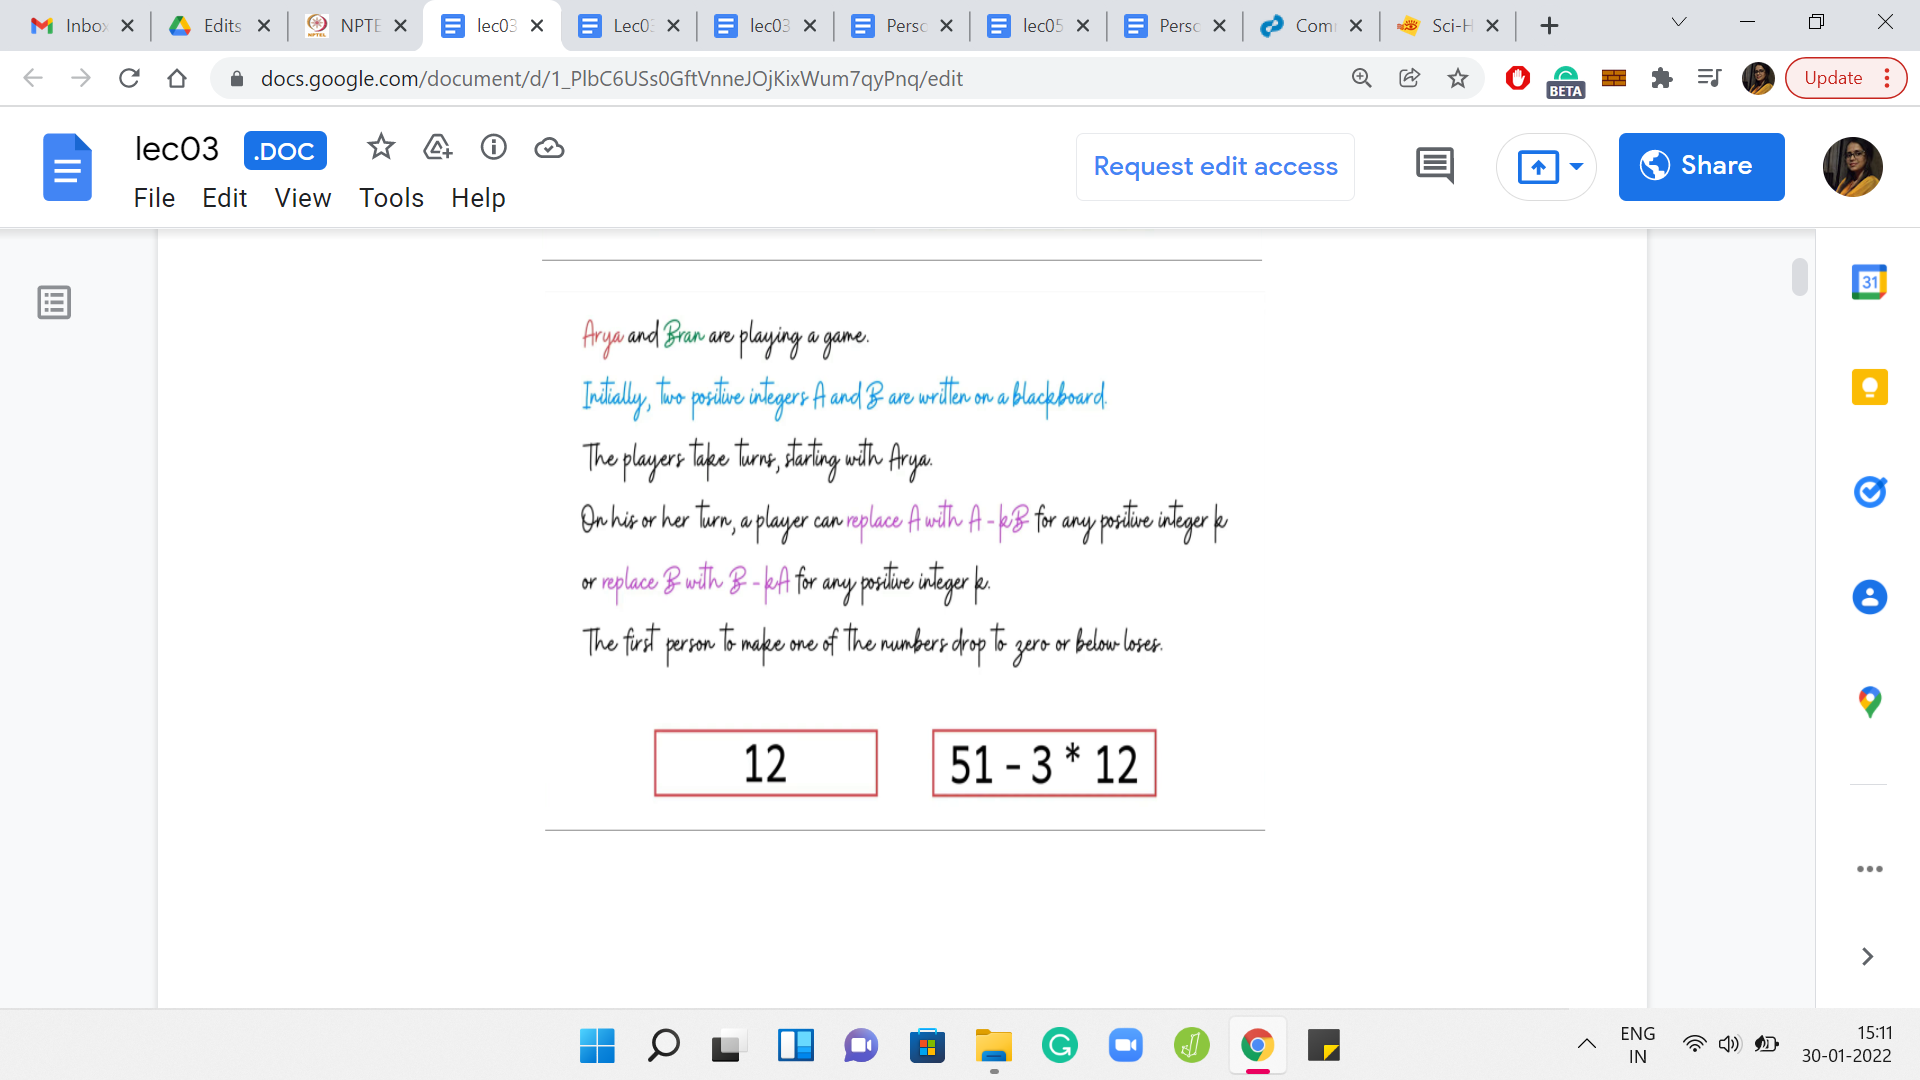 Inbox
Edits
NPTE
lec03
Lec03
lec03
Perso
lec05
Perso
Com
Sci-H
docs.google.com/document/d/1_PlbC6USs0GftVnneJOjKixWum7qyPnq/edit
BETA
Update
lec03 .DOC
Request edit access
Share
File Edit View Tools Help
31
Arya and Bran are playing a game.
Initially, two positive integers A and B are written on a blackboard.
The players take turns, starting with Arya.
On his or her turn, a player can replace A with A - kB for any positive integer k
or replace B with B - kA for any positive integer k.
The first person to make one of the numbers drop to zero or below loses.
12
51 - 3 * 12
ENG
IN
15:11
30-01-2022